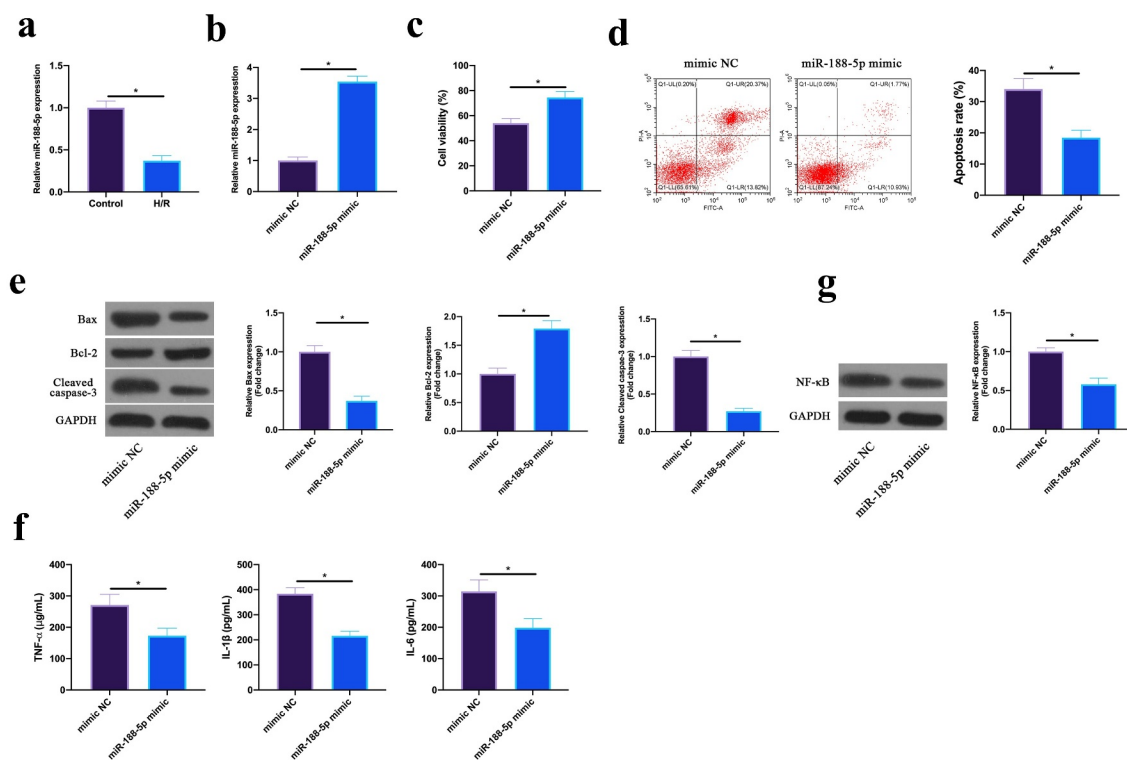 a
Relative miR-188-5p experisstion
1.5
1.0
0.5
0.0
*
Control
H/R
b
Relative miR-188-5p experisstion
5
4
3
2
1
0
*
mimic NC
miR-188-5p mimic
c
Cell viability (%)
100
80
60
40
20
0
*
mimic NC
miR-188-5p mimic
d
mimic NC
Q1-UL(0.20%)
Q1-UR(20.37%)
Q1-LL(65.61%)
Q1-LR(13.82%)
PI-A
FITC-A
miR-188-5p mimic
Q1-UL(0.05%)
Q1-UR(1.77%)
Q1-LL(87.24%)
Q1-LR(10.93%)
PI-A
FITC-A
Apoptosis rate (%)
40
30
20
10
0
*
mimic NC
miR-188-5p mimic
e
Bax
Bcl-2
Cleaved
caspase-3
GAPDH
mimic NC
miR-188-5p mimic
Relative Bax expresstion
(Fold change)
1.5
1.0
0.5
0.0
*
mimic NC
miR-188-5p mimic
Relative Bcl-2 expresstion
(Fold change)
2.0
1.5
1.0
0.5
0.0
*
mimic NC
miR-188-5p mimic
Relative Cleaved caspae-3 expresstion
(Fold change)
1.5
1.0
0.5
0.0
*
mimic NC
miR-188-5p mimic
g
NF-κB
GAPDH
mimic NC
miR-188-5p mimic
Relative NF-κB expresstion
(Fold change)
1.5
1.0
0.5
0.0
*
mimic NC
miR-188-5p mimic
f
TNF-α (μg/mL)
400
300
200
100
0
*
mimic NC
miR-188-5p mimic
IL-1β (pg/mL)
500
400
300
200
100
0
*
mimic NC
miR-188-5p mimic
IL-6 (pg/mL)
400
300
200
100
0
*
mimic NC
miR-188-5p mimic